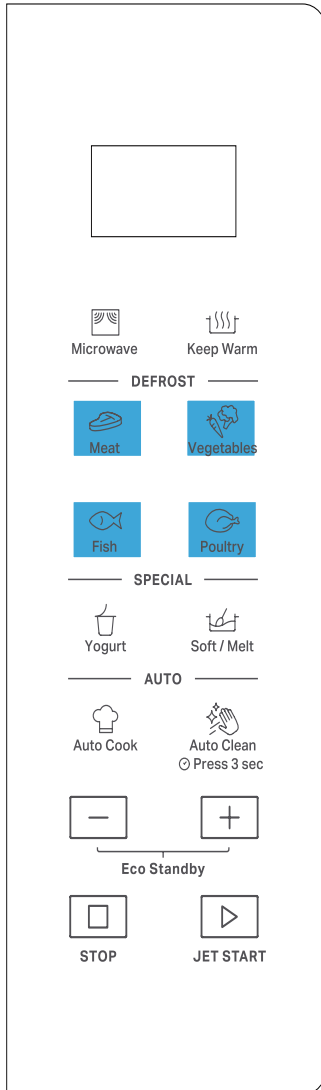 Microwave Keep Warm
DEFROST
Meat Vegetables
Fish Poultry
SPECIAL
Yogurt Soft / Melt
AUTO
Auto Cook Auto Clean
Press 3 sec
Eco Standby
STOP JET START